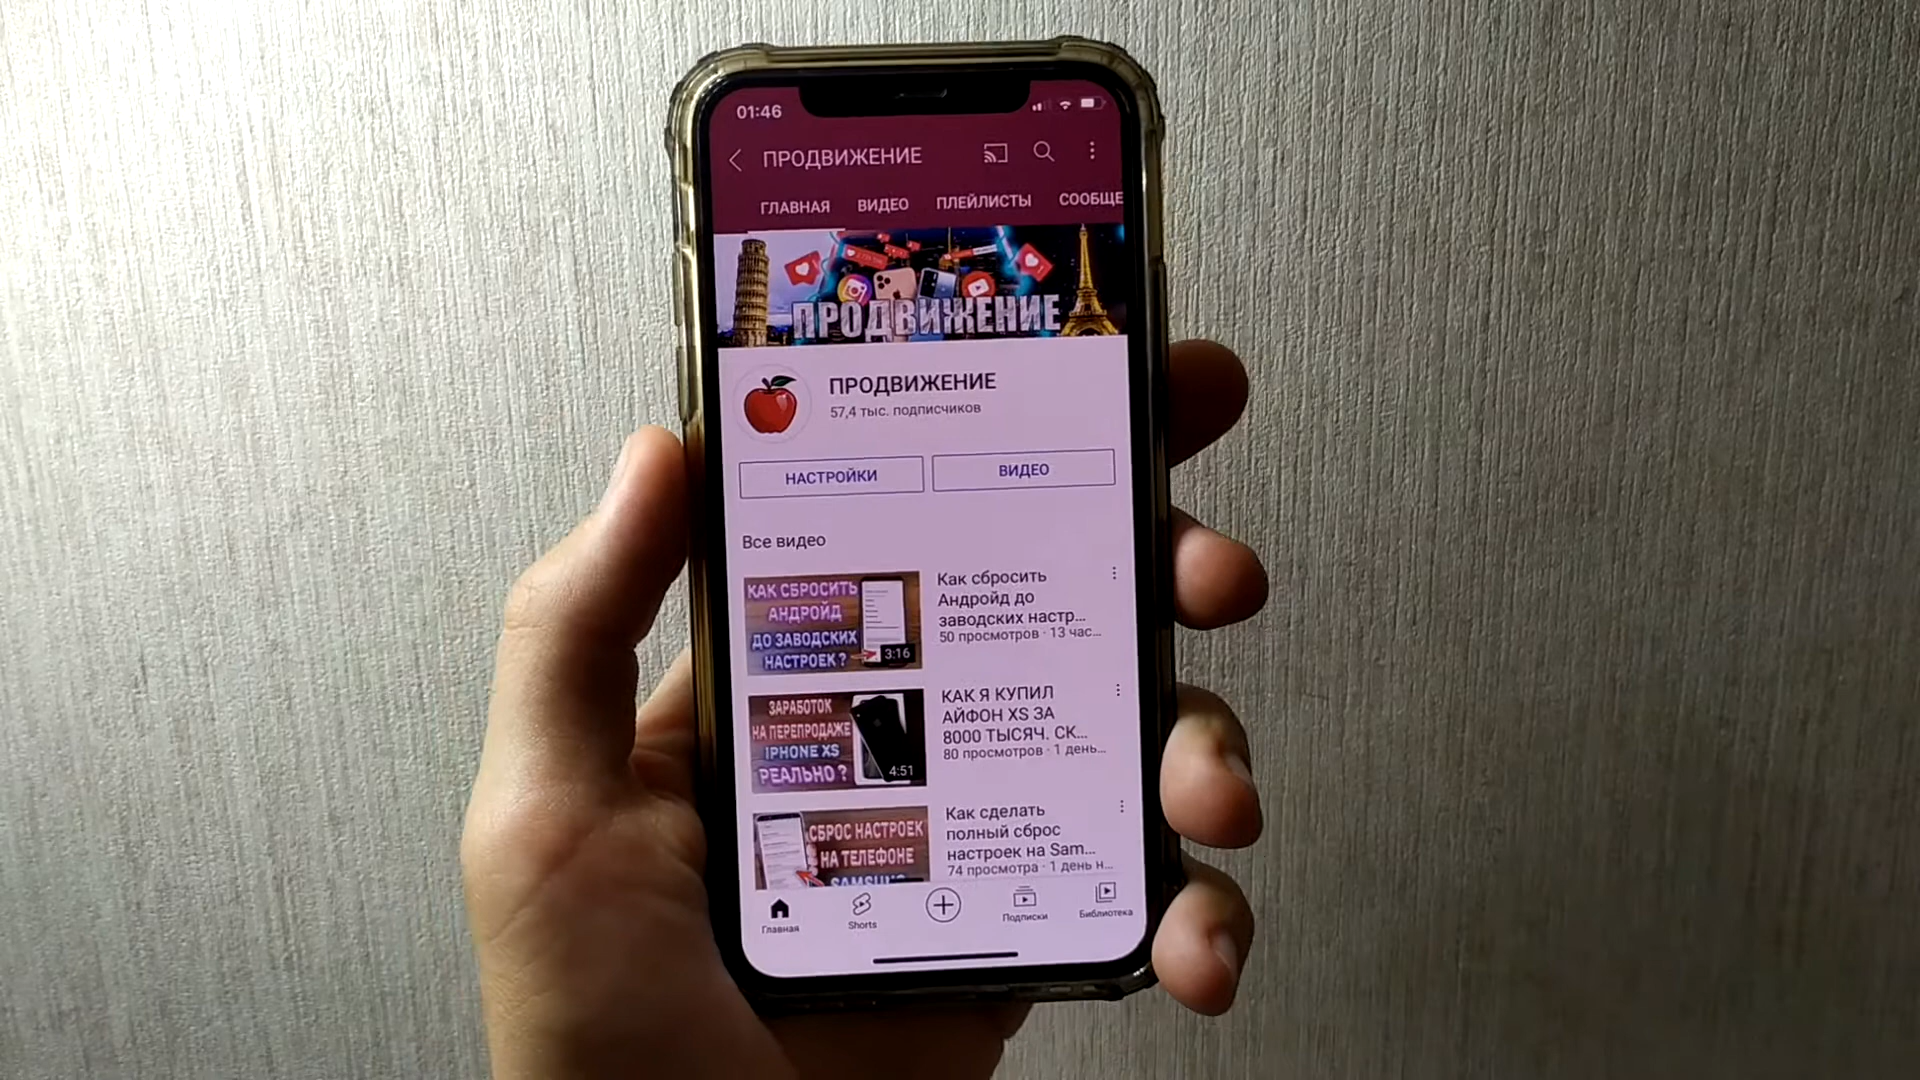 01:46
ПРОДВИЖЕНИЕ
ГЛАВНАЯ ВИДЕО ПЛЕЙЛИСТЫ СООБЩЕ
ПРОДВИЖЕНИЕ
ПРОДВИЖЕНИЕ
57,4 тыс. подписчиков
НАСТРОЙКИ ВИДЕО
Все видео
КАК СБРОСИТЬ
АНДРОЙД
ДО ЗАВОДСКИХ
НАСТРОЕК ?
3:16
Как сбросить
Андройд до
заводских настр...
50 просмотров · 13 час...
ЗАРАБОТОК
НА ПЕРЕПРОДАЖЕ
IPHONE XS
РЕАЛЬНО ?
4:51
КАК Я КУПИЛ
АЙФОН XS ЗА
8000 ТЫСЯЧ. СК...
80 просмотров · 1 день...
СБРОС НАСТРОЕК
НА ТЕЛЕФОНЕ
SAMSUNG
Как сделать
полный сброс
настроек на Sam...
74 просмотра · 1 день н...
Главная Shorts Подписки Библиотека